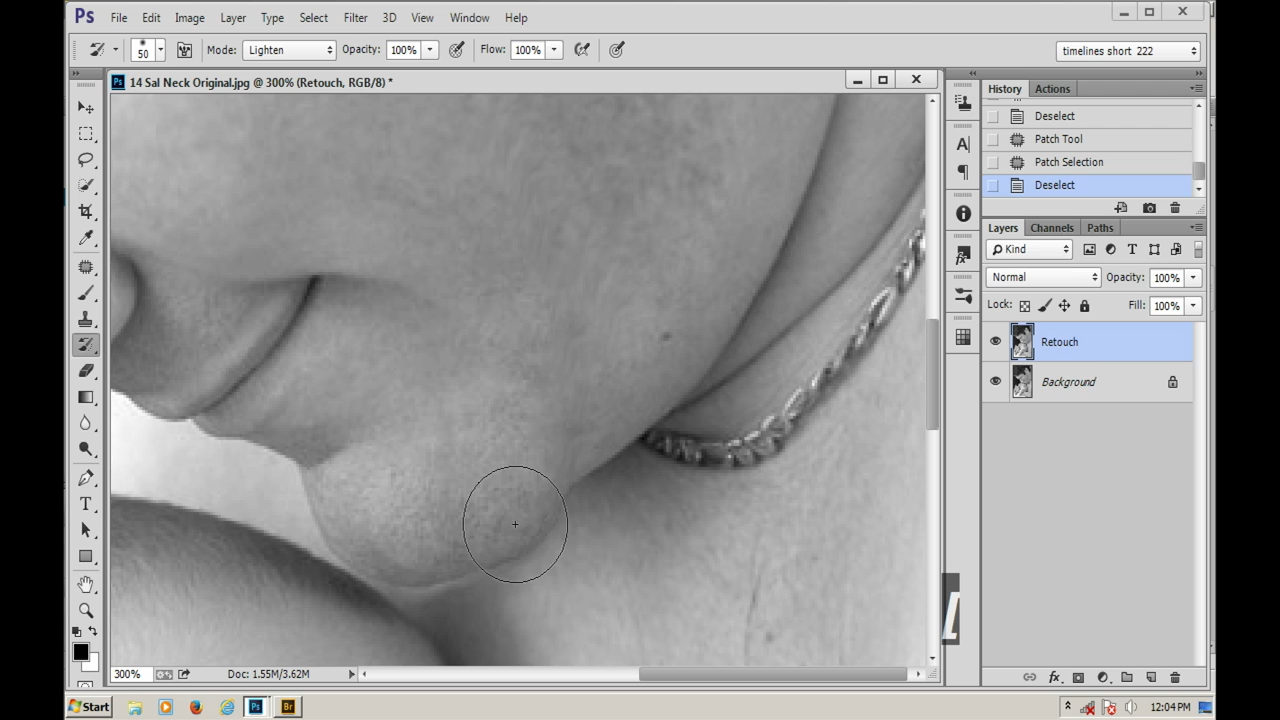 Ps File Edit Image Layer Type Select Filter 3D View Window Help
50 Mode: Lighten Opacity: 100% Flow: 100% timelines short 222
Ps 14 Sal Neck Original.jpg @ 300% (Retouch, RGB/8) *
History Actions
Deselect
Patch Tool
Patch Selection
Deselect
Layers Channels Paths
Kind
Normal Opacity: 100%
Lock: Fill: 100%
Retouch
Background
300% Doc: 1.55M/3.62M
Start Ps Br 12:04 PM